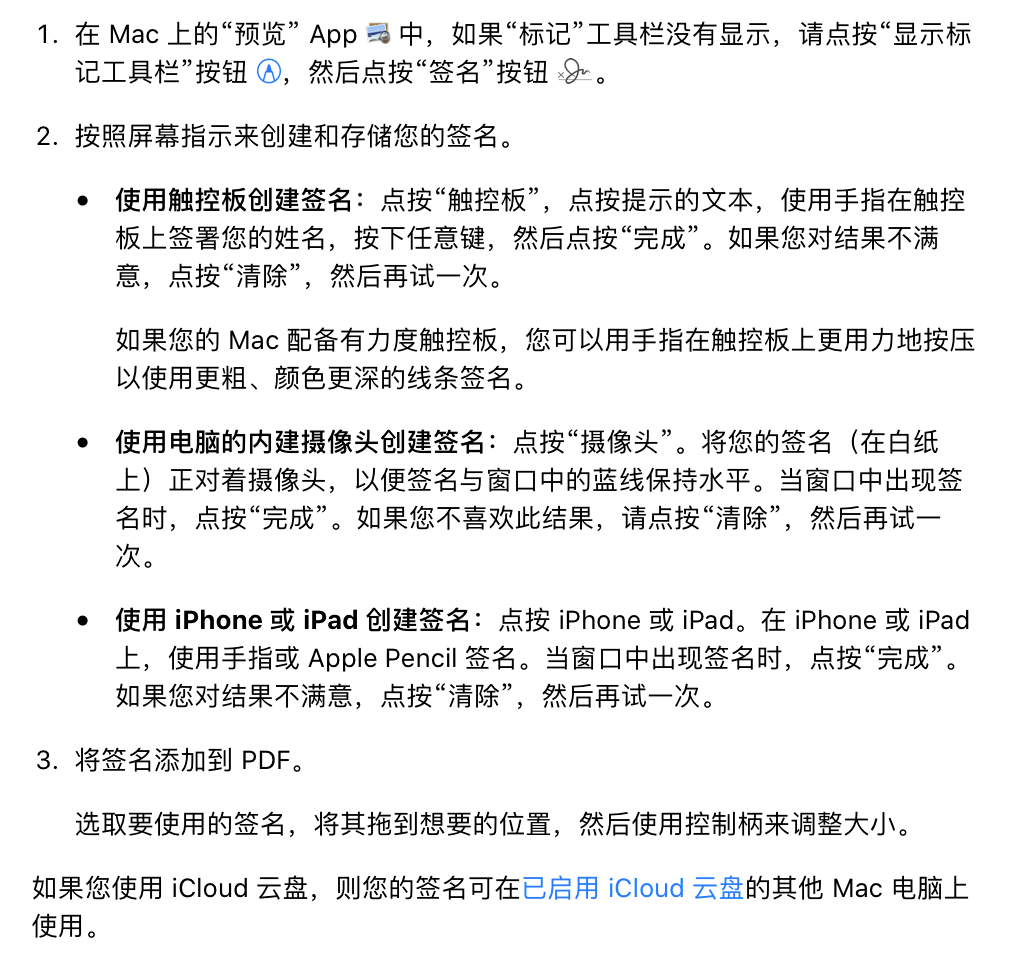 1. 在 Mac 上的“预览” App 中，如果“标记”工具栏没有显示，请点按“显示标
记工具栏”按钮 ，然后点按“签名”按钮 。
2. 按照屏幕指示来创建和存储您的签名。
• 使用触控板创建签名：点按“触控板”，点按提示的文本，使用手指在触控
板上签署您的姓名，按下任意键，然后点按“完成”。如果您对结果不满
意，点按“清除”，然后再试一次。
如果您的 Mac 配备有力度触控板，您可以用手指在触控板上更用力地按压
以使用更粗、颜色更深的线条签名。
• 使用电脑的内建摄像头创建签名：点按“摄像头”。将您的签名（在白纸
上）正对着摄像头，以便签名与窗口中的蓝线保持水平。当窗口中出现签
名时，点按“完成”。如果您不喜欢此结果，请点按“清除”，然后再试一
次。
• 使用 iPhone 或 iPad 创建签名：点按 iPhone 或 iPad。在 iPhone 或 iPad
上，使用手指或 Apple Pencil 签名。当窗口中出现签名时，点按“完成”。
如果您对结果不满意，点按“清除”，然后再试一次。
3. 将签名添加到 PDF。
选取要使用的签名，将其拖到想要的位置，然后使用控制柄来调整大小。
如果您使用 iCloud 云盘，则您的签名可在已启用 iCloud 云盘的其他 Mac 电脑上
使用。